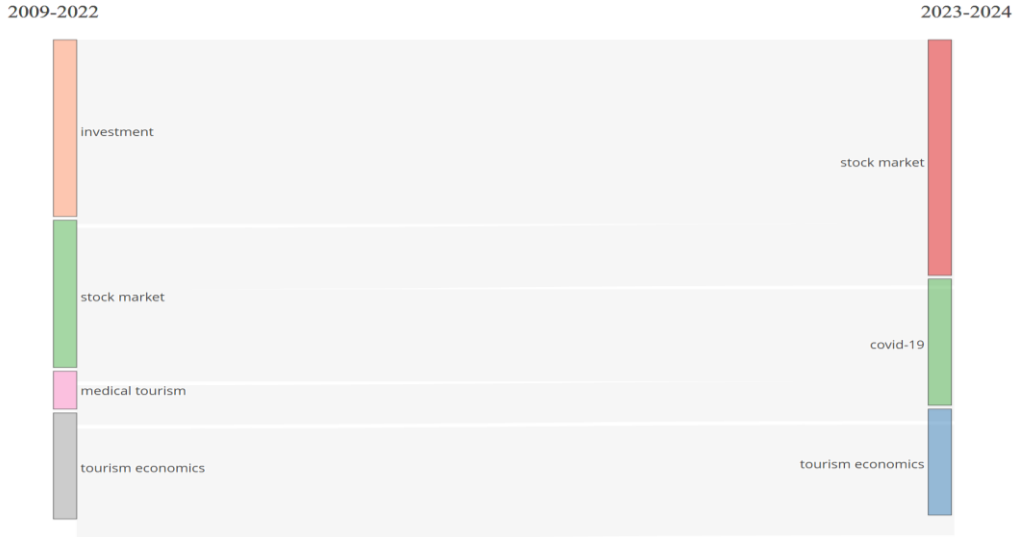 2009-2022
2023-2024
investment
stock market
stock market
covid-19
medical tourism
tourism economics
tourism economics